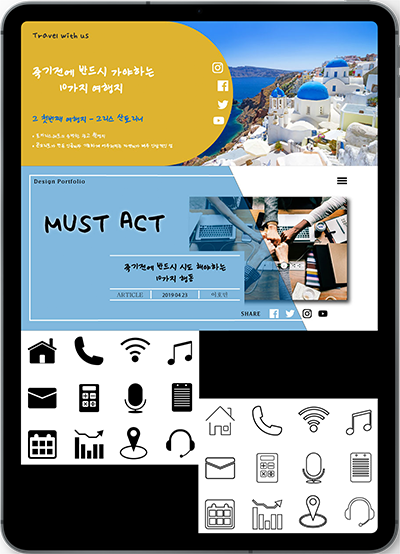 Travel with us
죽기전에 반드시 가야하는
10가지 여행지
그 첫번째 여행지 - 그리스 산토리니
Design Portfolio
MUST ACT
죽기전에 반드시 시도 해야하는
10가지 행동
ARTICLE
2019 04 23
SHARE